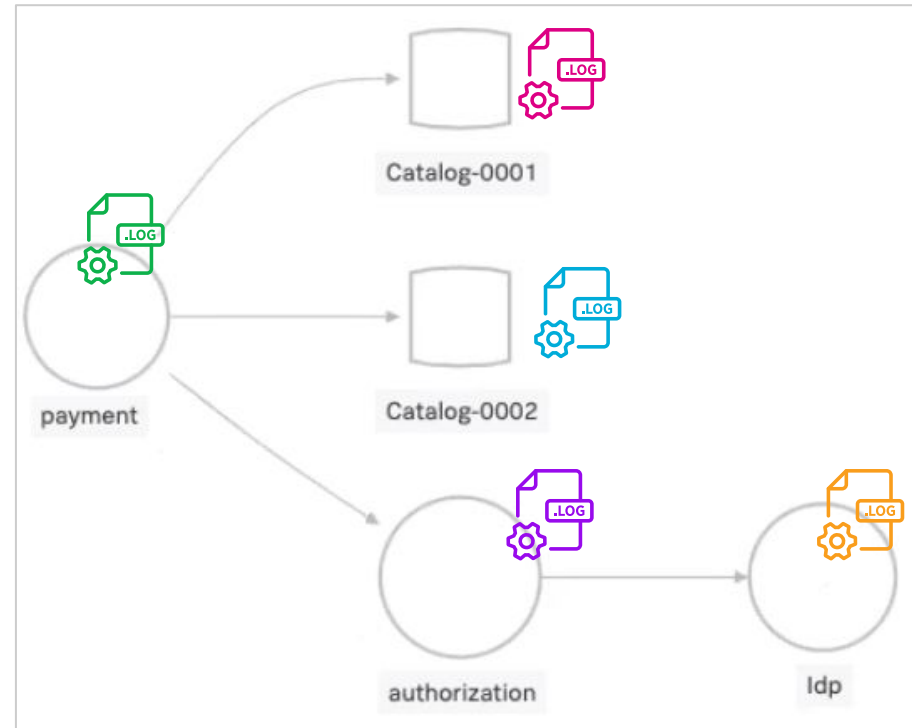 .LOG
Catalog-0001
.LOG
payment
.LOG
Catalog-0002
.LOG
authorization
.LOG
Idp